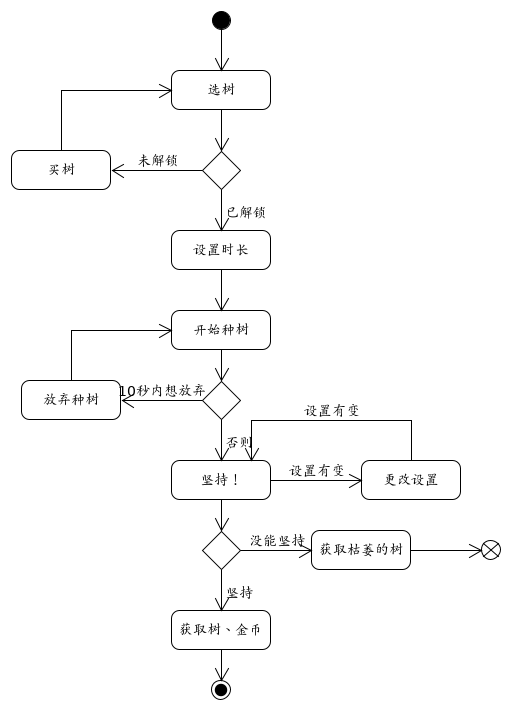 选树
未解锁
买树
已解锁
设置时长
开始种树
10秒内想放弃
放弃种树
设置有变
否则
设置有变
坚持！
更改设置
没能坚持
获取枯萎的树
坚持
获取树、金币